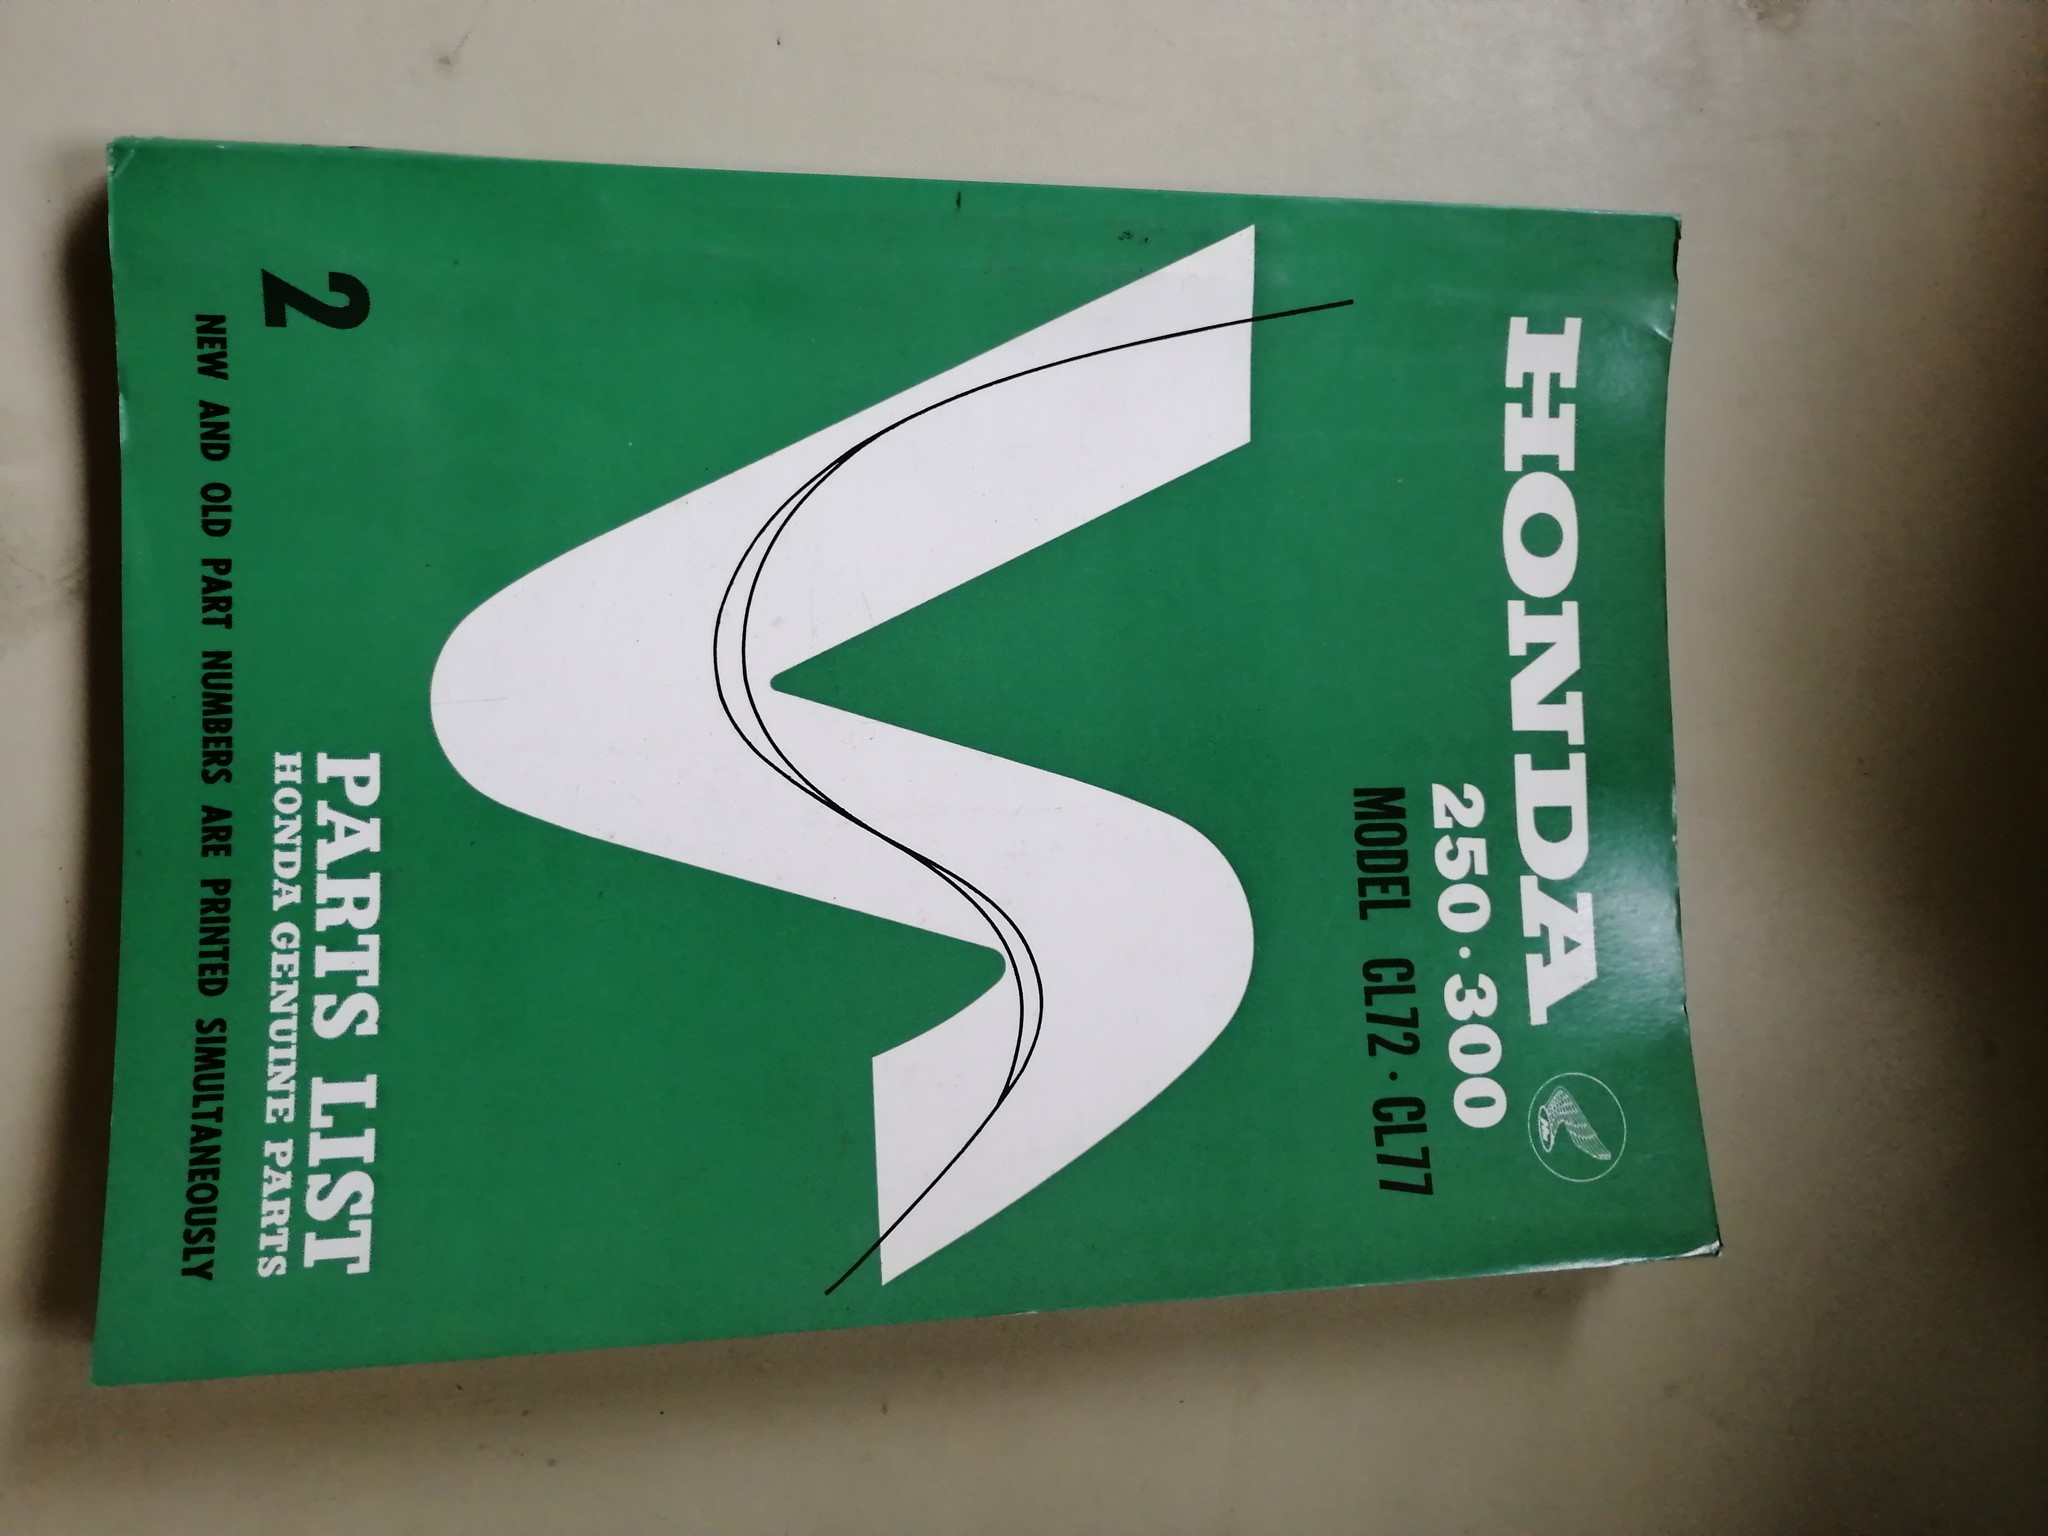 HONDA
250·300
MODEL CL72·CL77
PARTS LIST
HONDA GENUINE PARTS
2
NEW AND OLD PART NUMBERS ARE PRINTED SIMULTANEOUSLY